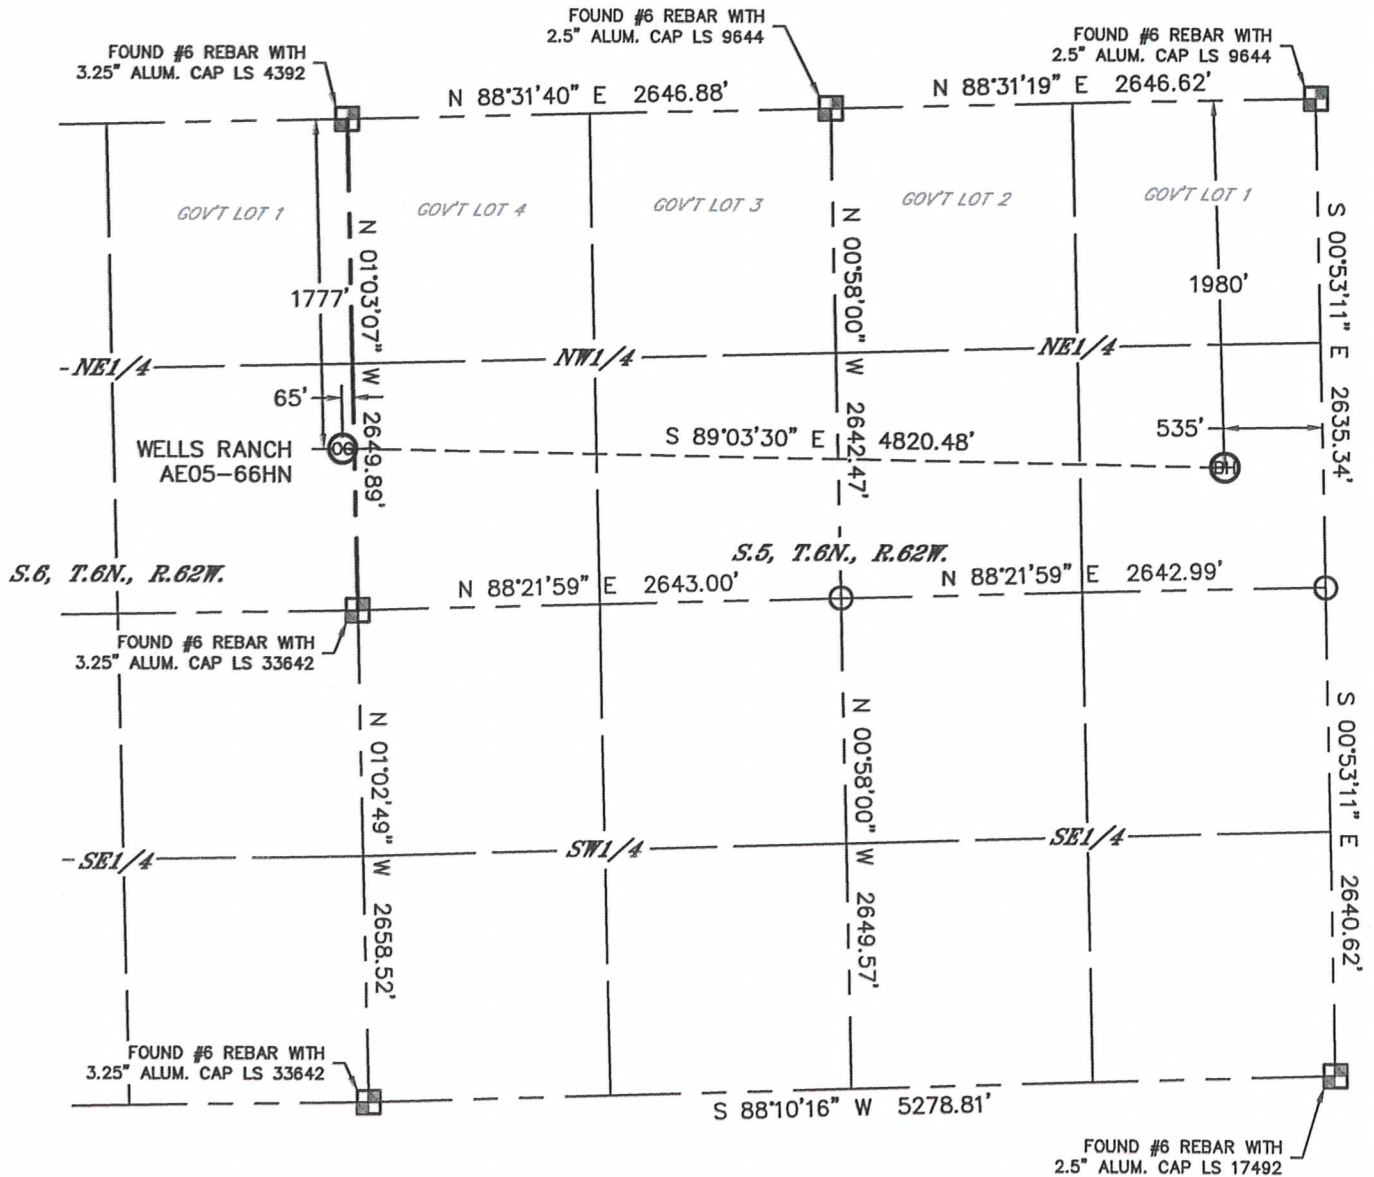 FOUND #6 REBAR WITH
2.5" ALUM. CAP LS 9644
FOUND #6 REBAR WITH
3.25" ALUM. CAP LS 4392
FOUND #6 REBAR WITH
2.5" ALUM. CAP LS 9644
N 88°31'40" E 2646.88'
N 88°31'19" E 2646.62'
GOV'T LOT 1
GOV'T LOT 4
GOV'T LOT 3
GOV'T LOT 2
GOV'T LOT 1
1777'
N 01°03'07" W 2649.89'
N 00°58'00" W 2642.47'
1980'
S 00°53'11" E 2635.34'
NE1/4
NW1/4
NE1/4
65'
535'
WELLS RANCH
AE05-66HN
OG
S 89°03'30" E 4820.48'
BH
S.6, T.6N., R.62W.
S.5, T.6N., R.62W.
N 88°21'59" E 2643.00'
N 88°21'59" E 2642.99'
FOUND #6 REBAR WITH
3.25" ALUM. CAP LS 33642
N 01°02'49" W 2658.52'
N 00°58'00" W 2649.57'
S 00°53'11" E 2640.62'
SE1/4
SW1/4
SE1/4
FOUND #6 REBAR WITH
3.25" ALUM. CAP LS 33642
S 88°10'16" W 5278.81'
FOUND #6 REBAR WITH
2.5" ALUM. CAP LS 17492